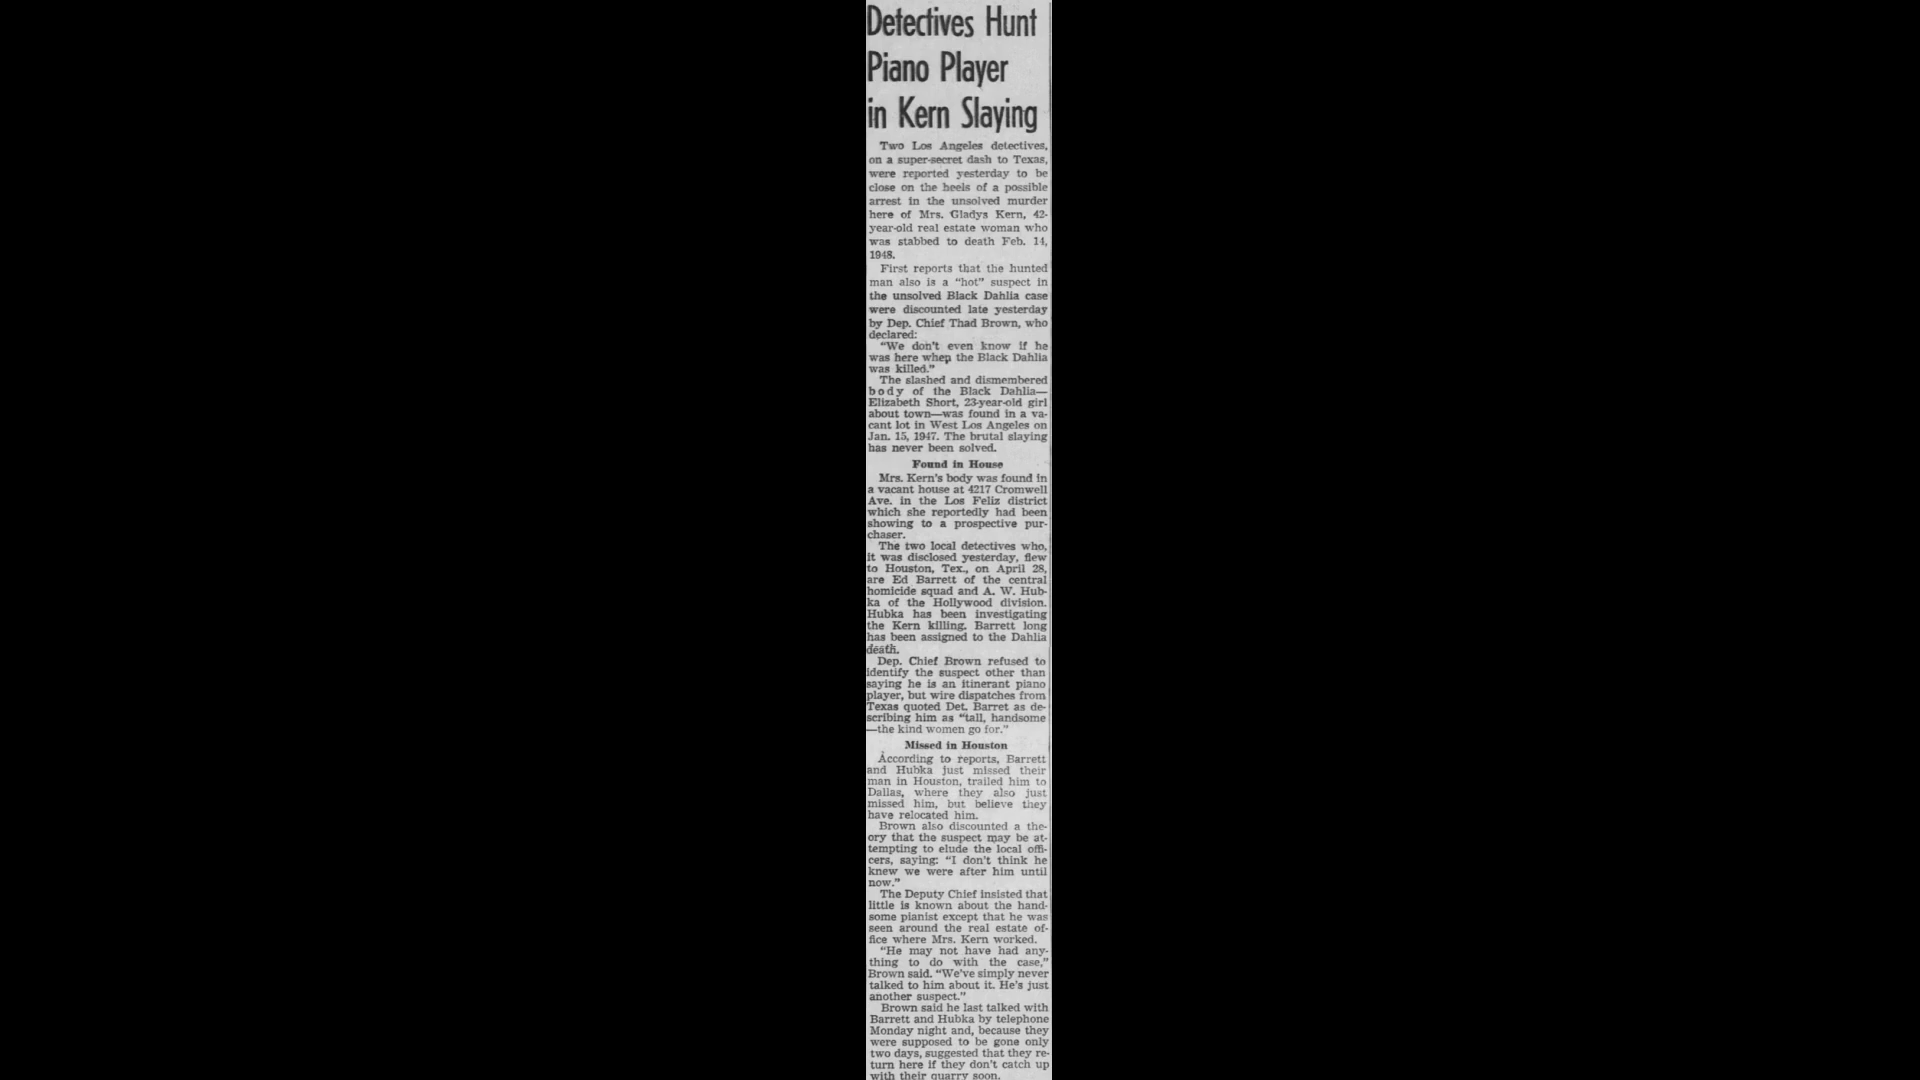 Detectives Hunt
Piano Player
in Kern Slaying
Two Los Angeles detectives,
on a super-secret dash to Texas,
were reported yesterday to be
close on the heels of a possible
arrest in the unsolved murder
here of Mrs. Gladys Kern, 42-
year-old real estate woman who
was stabbed to death Feb. 14,
1948.
First reports that the hunted
man also is a “hot” suspect in
the unsolved Black Dahlia case
were discounted late yesterday
by Dep. Chief Thad Brown, who
declared:
“We don't even know if he
was here when the Black Dahlia
was killed.”
The slashed and dismembered
body of the Black Dahlia—
Elizabeth Short, 23-year-old girl
about town—was found in a va-
cant lot in West Los Angeles on
Jan. 15, 1947. The brutal slaying
has never been solved.
Found in House
Mrs. Kern's body was found in
a vacant house at 4217 Cromwell
Ave. in the Los Feliz district
which she reportedly had been
showing to a prospective pur-
chaser.
The two local detectives who,
it was disclosed yesterday, flew
to Houston, Tex., on April 28,
are Ed Barrett of the central
homicide squad and A. W. Hub-
ka of the Hollywood division.
Hubka has been investigating
the Kern killing. Barrett long
has been assigned to the Dahlia
death.
Dep. Chief Brown refused to
identify the suspect other than
saying he is an itinerant piano
player, but wire dispatches from
Texas quoted Det. Barret as de-
scribing him as “tall, handsome
—the kind women go for.”
Missed in Houston
According to reports, Barrett
and Hubka just missed their
man in Houston, trailed him to
Dallas, where they also just
missed him, but believe they
have relocated him.
Brown also discounted a the-
ory that the suspect may be at-
tempting to elude the local offi-
cers, saying: “I don't think he
knew we were after him until
now.”
The Deputy Chief insisted that
little is known about the hand-
some pianist except that he was
seen around the real estate of-
fice where Mrs. Kern worked.
“He may not have had any-
thing to do with the case,”
Brown said. “We've simply never
talked to him about it. He's just
another suspect.”
Brown said he last talked with
Barrett and Hubka by telephone
Monday night and, because they
were supposed to be gone only
two days, suggested that they re-
turn here if they don't catch up
with their quarry soon.